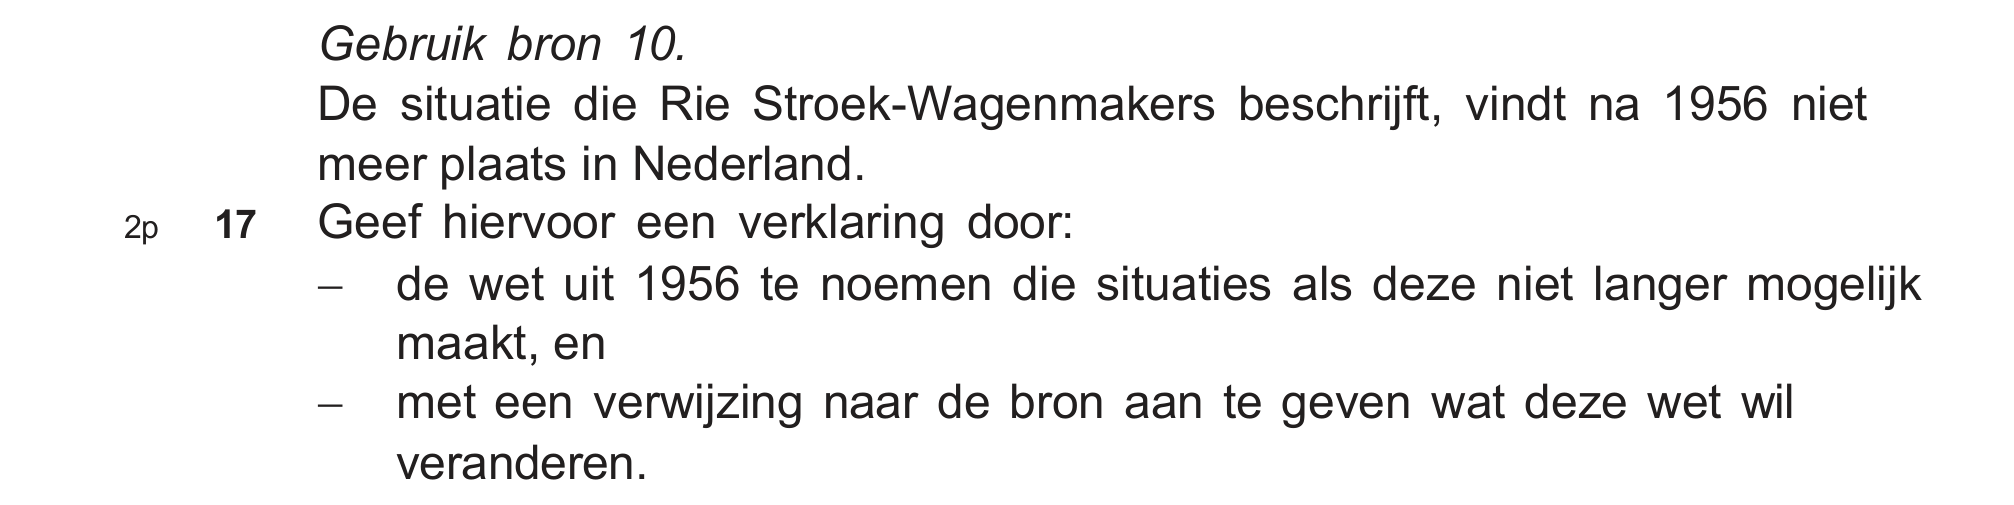 Gebruik bron 10.
De situatie die Rie Stroek-Wagenmakers beschrijft, vindt na 1956 niet
meer plaats in Nederland.
2p 17 Geef hiervoor een verklaring door:
– de wet uit 1956 te noemen die situaties als deze niet langer mogelijk
maakt, en
– met een verwijzing naar de bron aan te geven wat deze wet wil
veranderen.